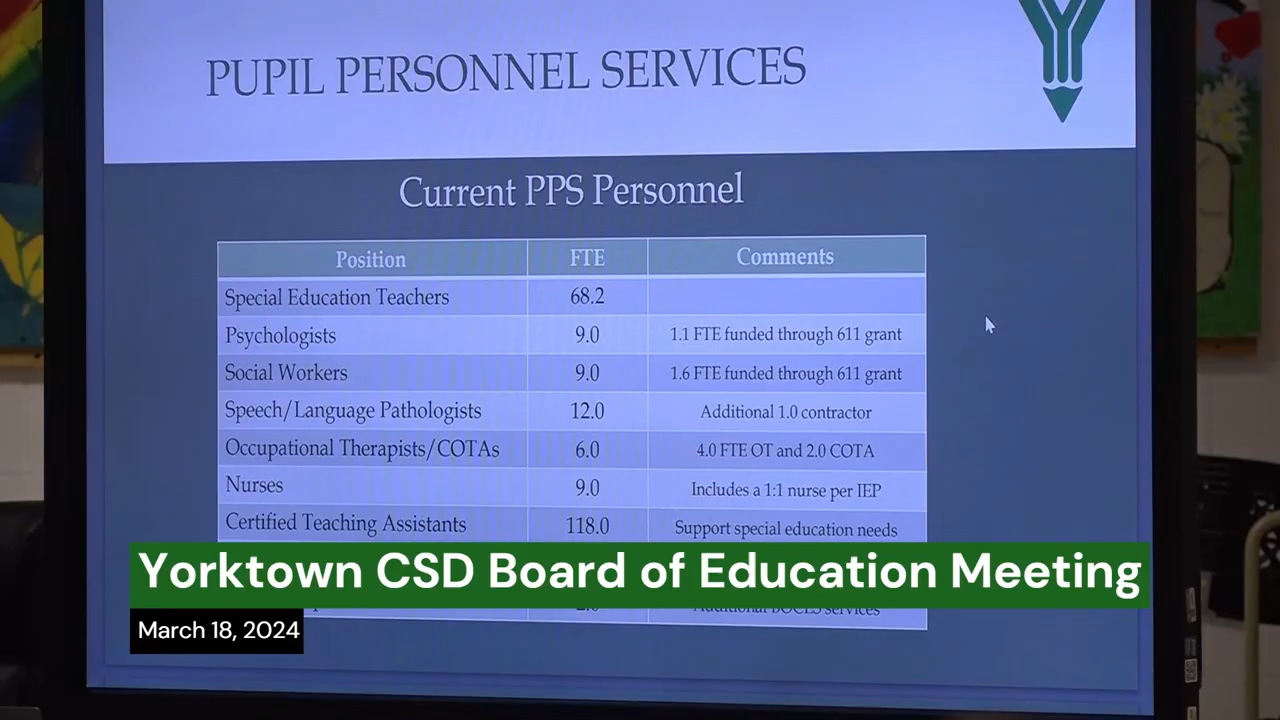 PUPIL PERSONNEL SERVICES
Current PPS Personnel
Position FTE Comments
Special Education Teachers 68.2
Psychologists 9.0 1.1 FTE funded through 611 grant
Social Workers 9.0 1.6 FTE funded through 611 grant
Speech/Language Pathologists 12.0 Additional 1.0 contractor
Occupational Therapists/COTAs 6.0 4.0 FTE OT and 2.0 COTA
Nurses 9.0 Includes a 1:1 nurse per IEP
Certified Teaching Assistants 118.0 Support special education needs
Additional BOCES services
Yorktown CSD Board of Education Meeting
March 18, 2024